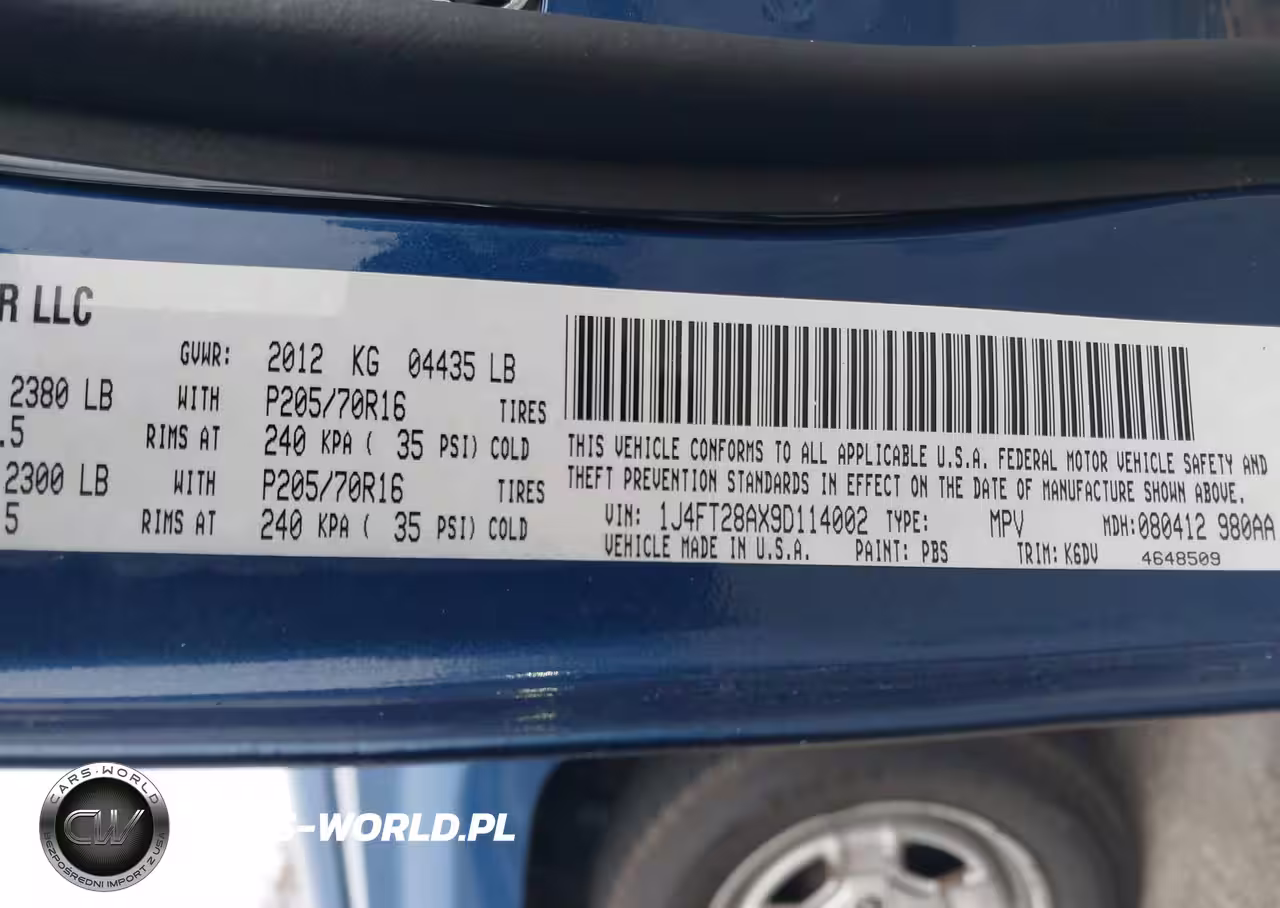 R LLC
GVWR: 2012 KG 04435 LB
2380 LB WITH P205/70R16 TIRES
.5 RIMS AT 240 KPA ( 35 PSI) COLD
2300 LB WITH P205/70R16 TIRES
5 RIMS AT 240 KPA ( 35 PSI) COLD
THIS VEHICLE CONFORMS TO ALL APPLICABLE U.S.A. FEDERAL MOTOR VEHICLE SAFETY AND
THEFT PREVENTION STANDARDS IN EFFECT ON THE DATE OF MANUFACTURE SHOWN ABOVE.
VIN: 1J4FT28AX9D114002 TYPE: MPV MDH:080412 980AA
VEHICLE MADE IN U.S.A. PAINT: PBS TRIM: K6DV 4648509
CARS-WORLD
CW
BEZPOŚREDNI IMPORT Z USA
S-WORLD.PL